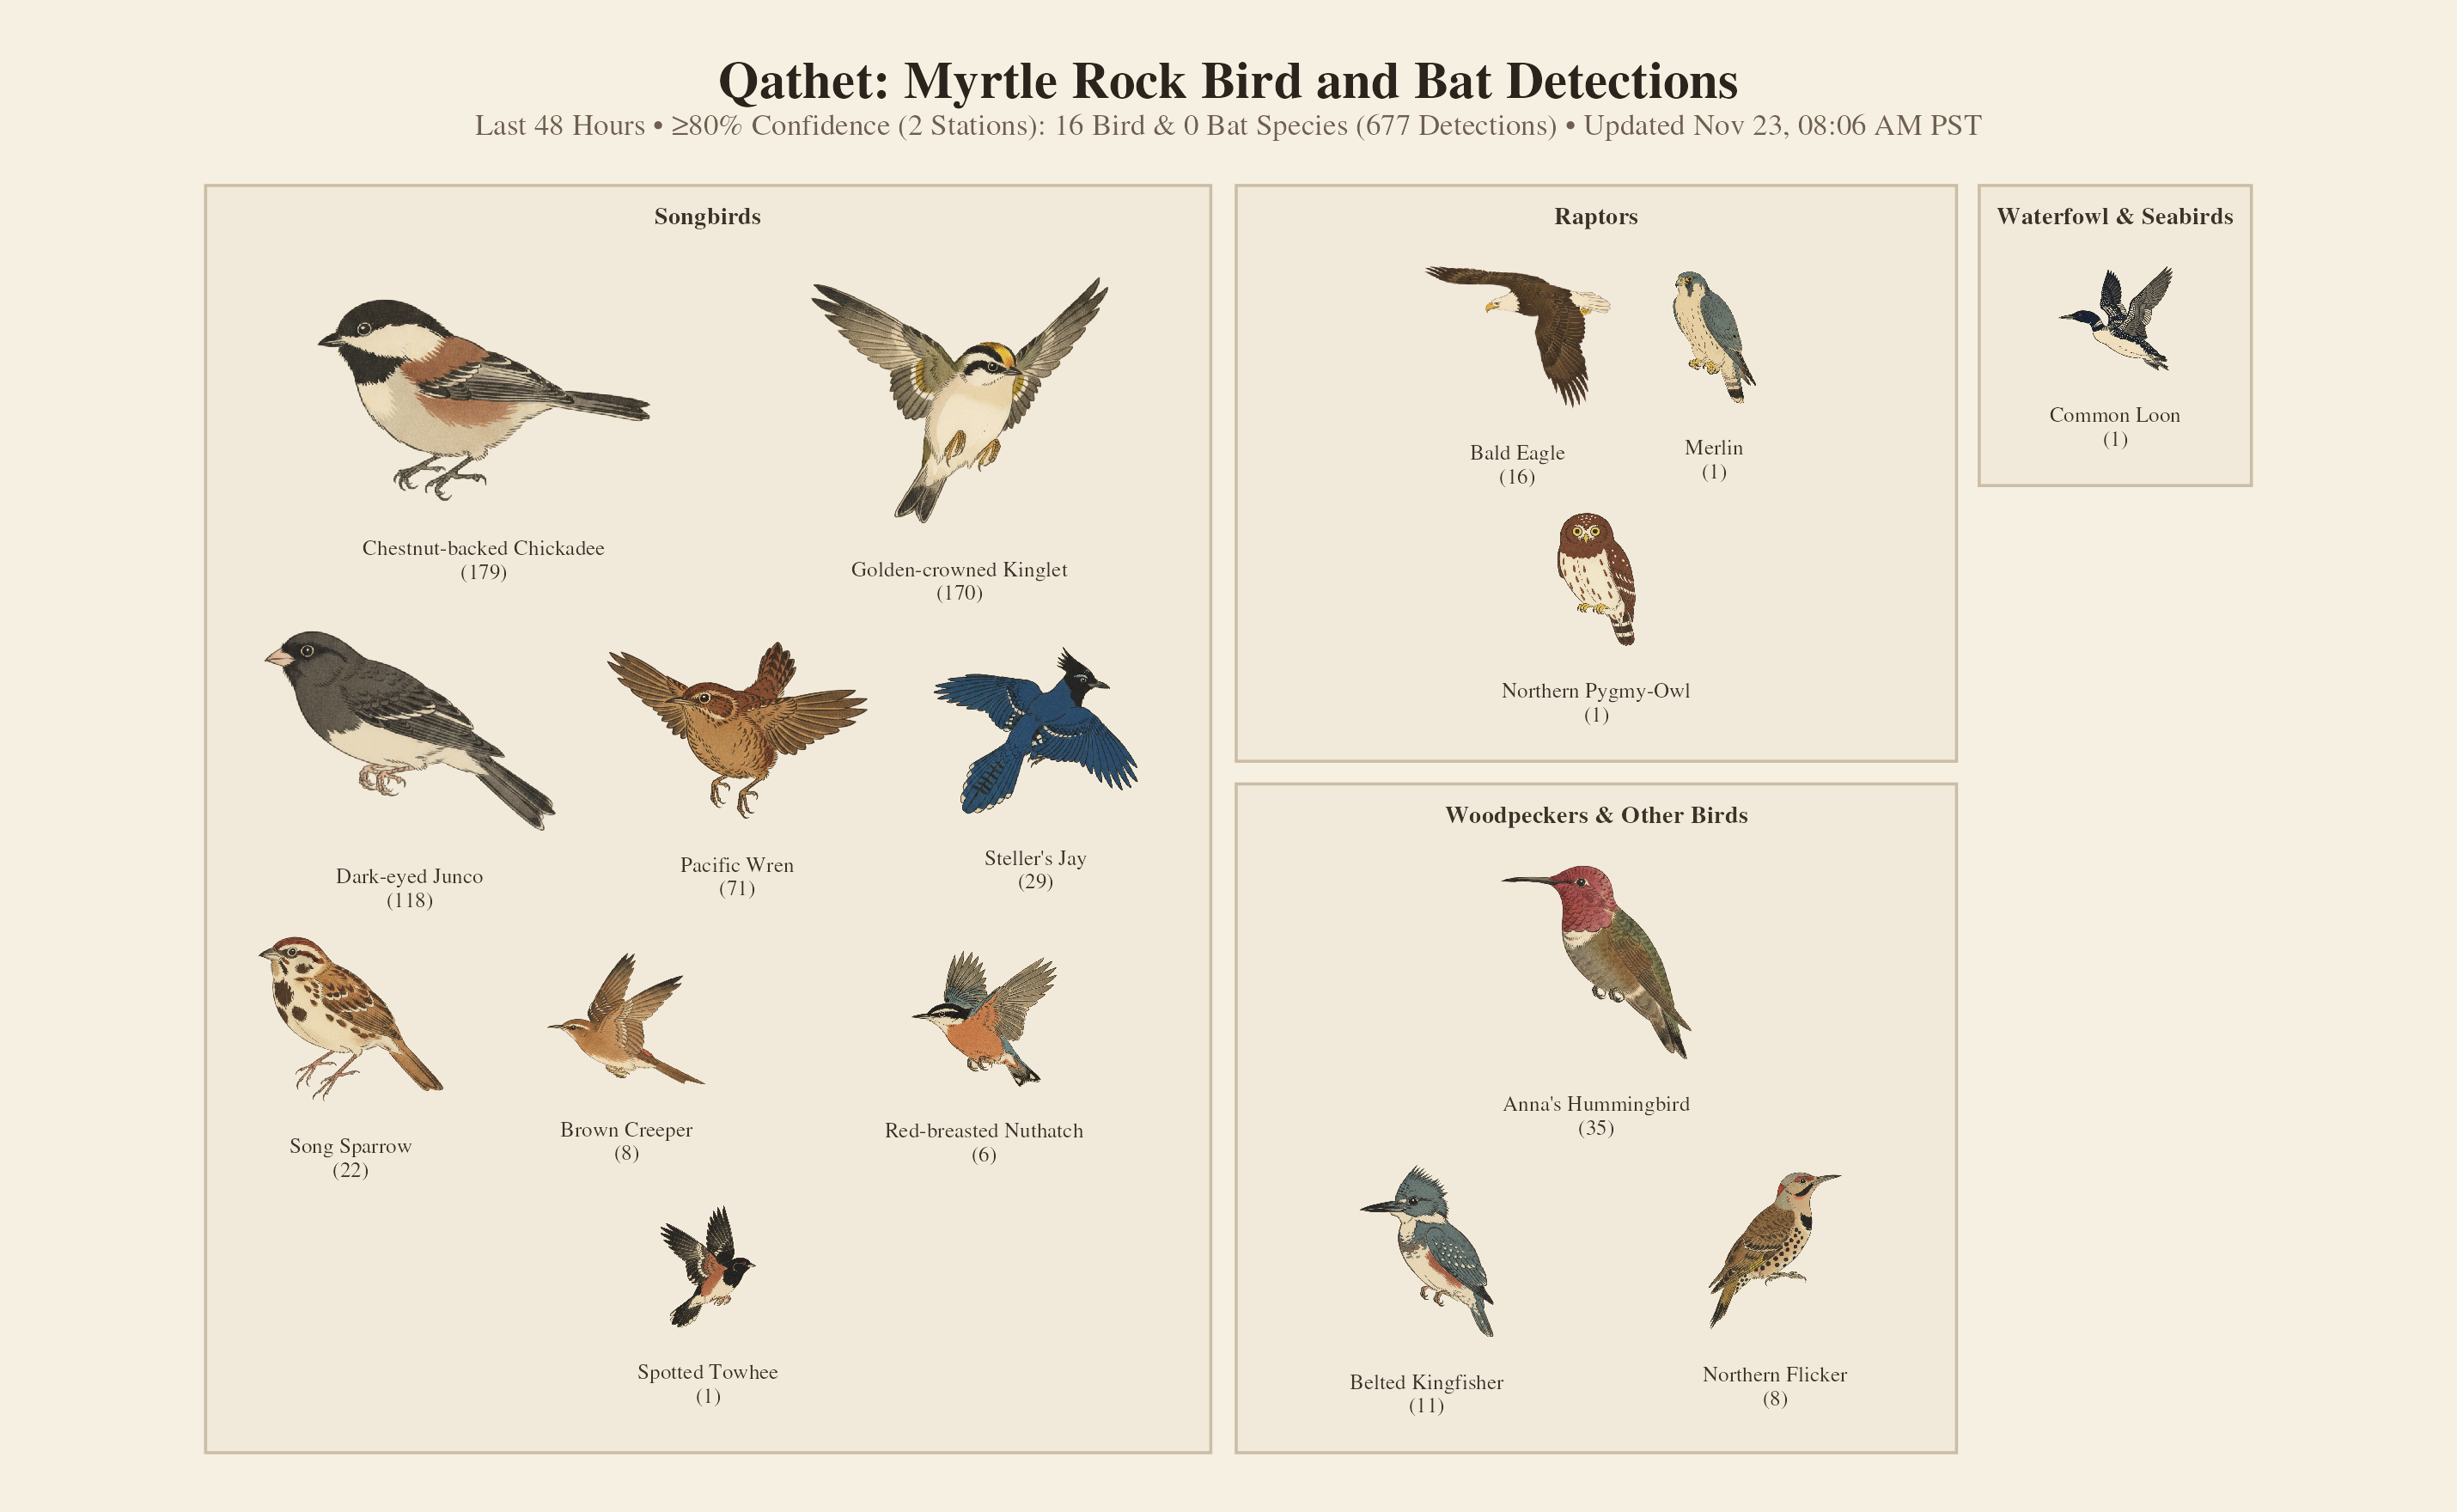 Qathet: Myrtle Rock Bird and Bat Detections
Last 48 Hours • ≥80% Confidence (2 Stations): 16 Bird & 0 Bat Species (677 Detections) • Updated Nov 23, 08:06 AM PST
Songbirds
Chestnut-backed Chickadee
(179)
Golden-crowned Kinglet
(170)
Dark-eyed Junco
(118)
Pacific Wren
(71)
Steller's Jay
(29)
Song Sparrow
(22)
Brown Creeper
(8)
Red-breasted Nuthatch
(6)
Spotted Towhee
(1)
Raptors
Bald Eagle
(16)
Merlin
(1)
Northern Pygmy-Owl
(1)
Woodpeckers & Other Birds
Anna's Hummingbird
(35)
Belted Kingfisher
(11)
Northern Flicker
(8)
Waterfowl & Seabirds
Common Loon
(1)